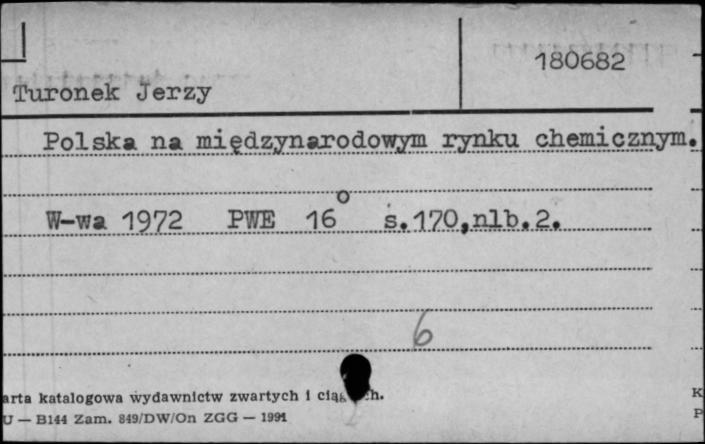 180682
Turonek Jerzy
Polska na międzynarodowym rynku chemicznym.
W-wa 1972 PWE 16° s.170,nlb.2.
6
arta katalogowa wydawnictw zwartych i
U — B144 Zam. 849/DW/On ZGG — 1991
K
P